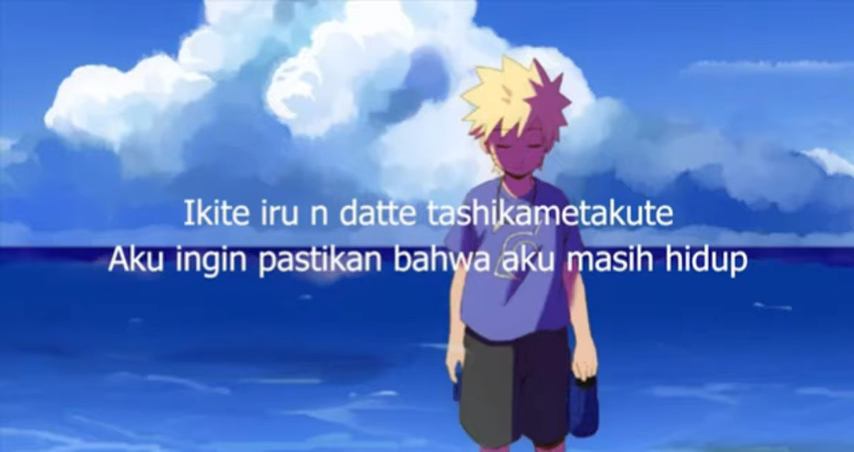 Ikite iru n datte tashikametakute
Aku ingin pastikan bahwa aku masih hidup